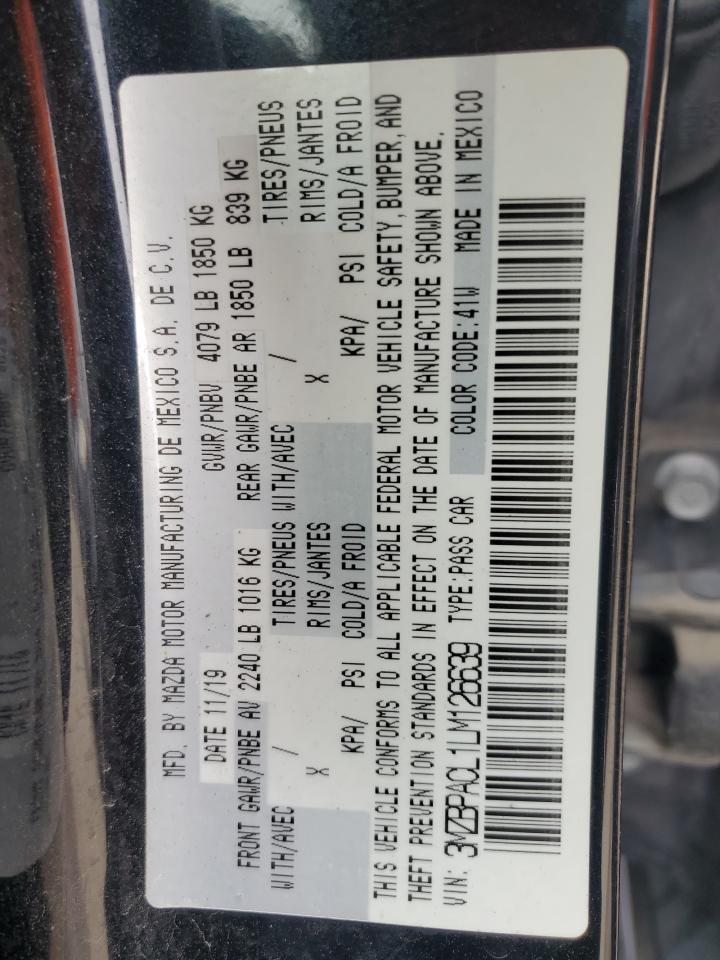 MFD. BY MAZDA MOTOR MANUFACTURING DE MEXICO S.A. DE C.V.
DATE 11/19 GVWR/PNBV 4079 LB 1850 KG
FRONT GAWR/PNBE AV 2240 LB 1016 KG REAR GAWR/PNBE AR 1850 LB 839 KG
WITH/AVEC / TIRES/PNEUS WITH/AVEC / TIRES/PNEUS
X RIMS/JANTES X RIMS/JANTES
KPA/ PSI COLD/A FROID KPA/ PSI COLD/A FROID
THIS VEHICLE CONFORMS TO ALL APPLICABLE FEDERAL MOTOR VEHICLE SAFETY, BUMPER, AND
THEFT PREVENTION STANDARDS IN EFFECT ON THE DATE OF MANUFACTURE SHOWN ABOVE.
VIN: 3MZBPACL1LM126639 TYPE:PASS CAR COLOR CODE:41W MADE IN MEXICO